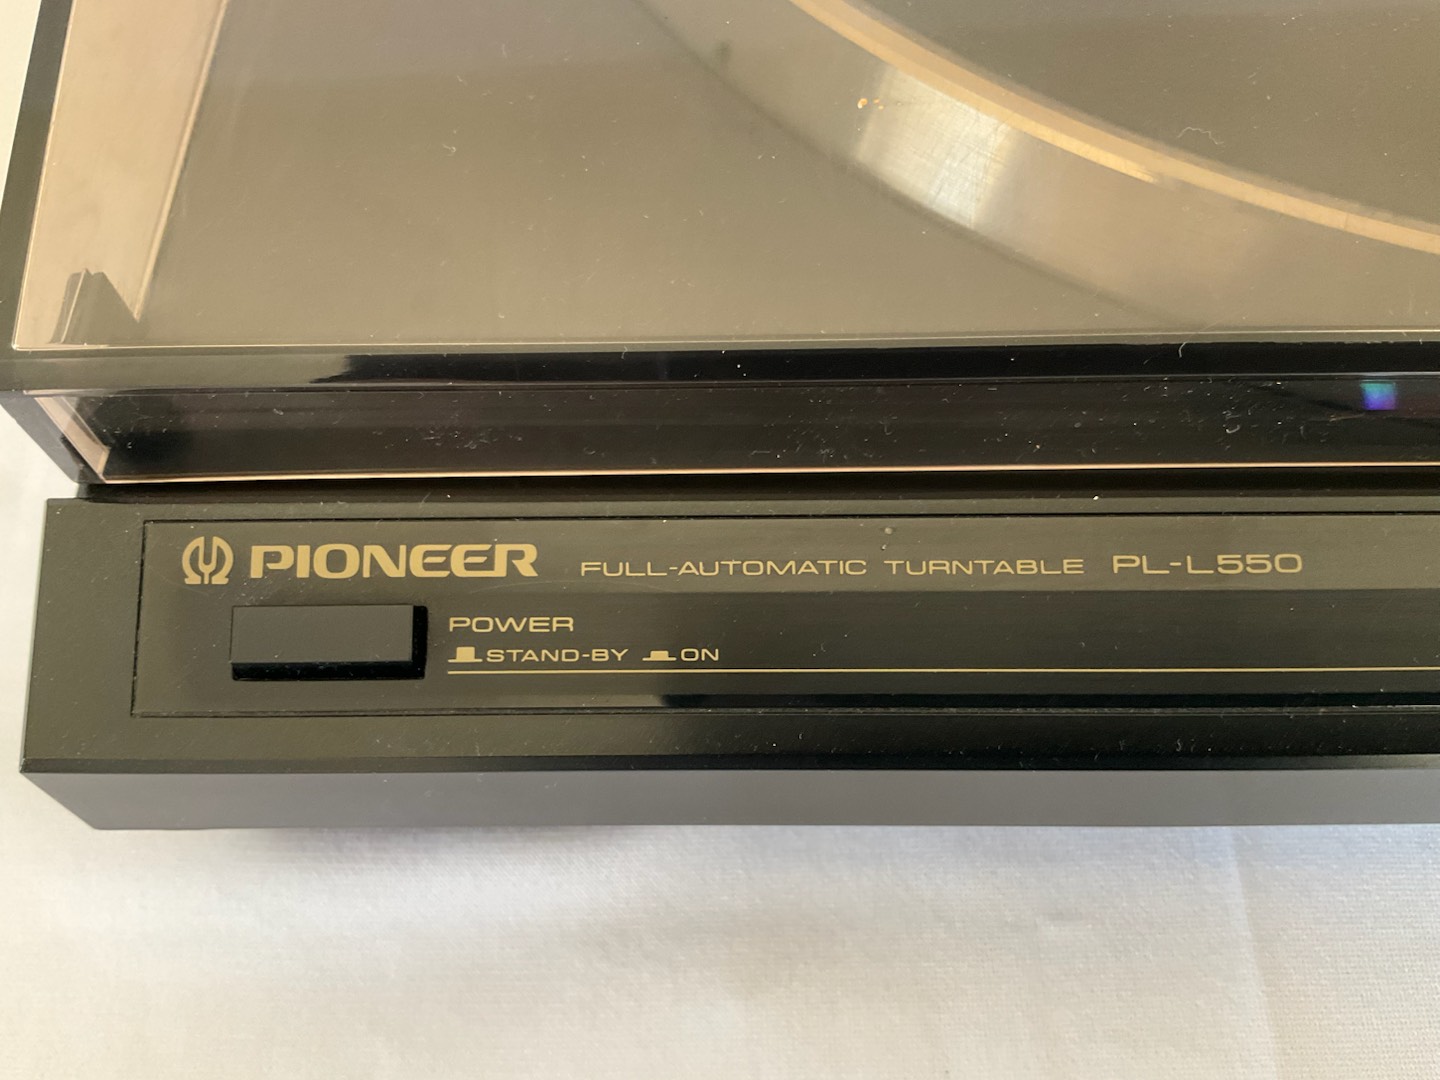 PIONEER FULL-AUTOMATIC TURNTABLE PL-L550
POWER
STAND-BY ON